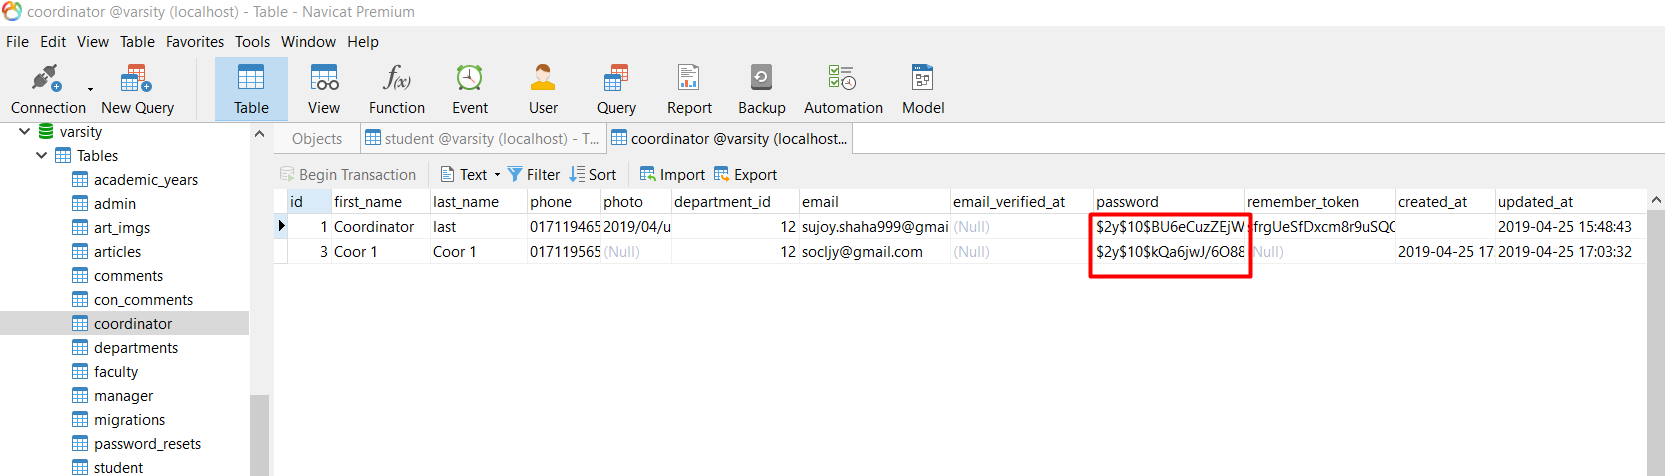 coordinator @varsity (localhost) - Table - Navicat Premium
File Edit View Table Favorites Tools Window Help
Connection New Query Table View Function Event User Query Report Backup Automation Model
f(x)
varsity
Tables
academic_years
admin
art_imgs
articles
comments
con_comments
coordinator
departments
faculty
manager
migrations
password_resets
student
Objects student @varsity (localhost) - T... coordinator @varsity (localhost...
Begin Transaction Text Filter Sort Import Export
id first_name last_name phone photo department_id email email_verified_at password remember_token created_at updated_at
1 Coordinator last 017119465 2019/04/u 12 sujoy.shaha999@gmai (Null) $2y$10$BU6eCuzZEjW frgUeSfDxcm8r9uSQC 2019-04-25 15:48:43
3 Coor 1 Coor 1 017119565 (Null) 12 socljy@gmail.com (Null) $2y$10$kQa6jwJ/6O88 (Null) 2019-04-25 17: 2019-04-25 17:03:32